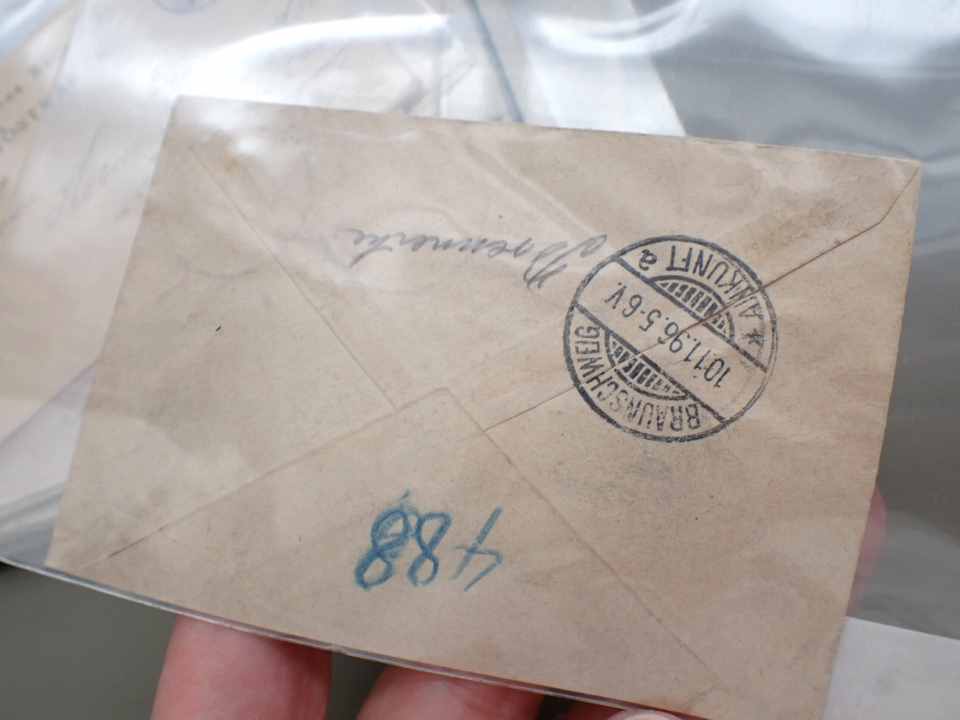 488
BRAUNSCHWEIG
10.11.96.5-6V.
* ANKUNFT a